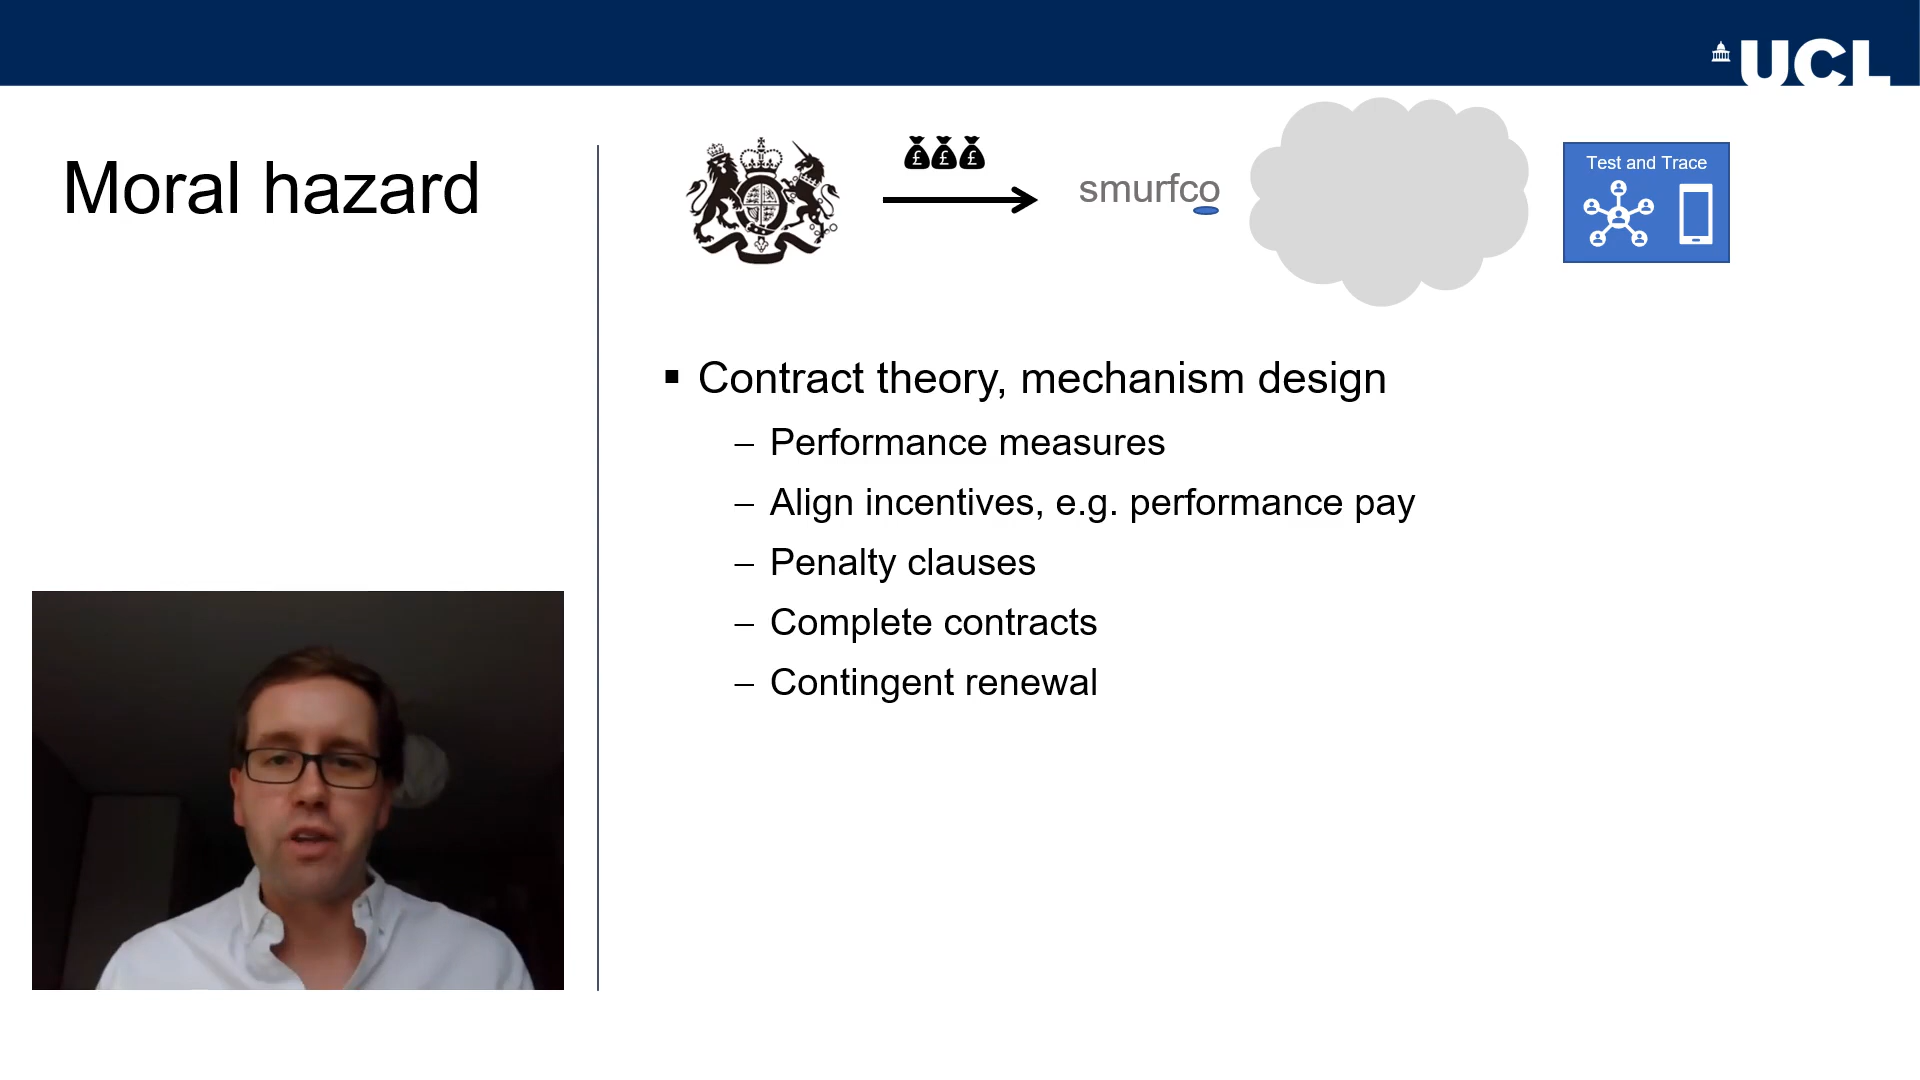 UCL
Moral hazard
£ £ £
smurfco
Test and Trace
▪ Contract theory, mechanism design
– Performance measures
– Align incentives, e.g. performance pay
– Penalty clauses
– Complete contracts
– Contingent renewal